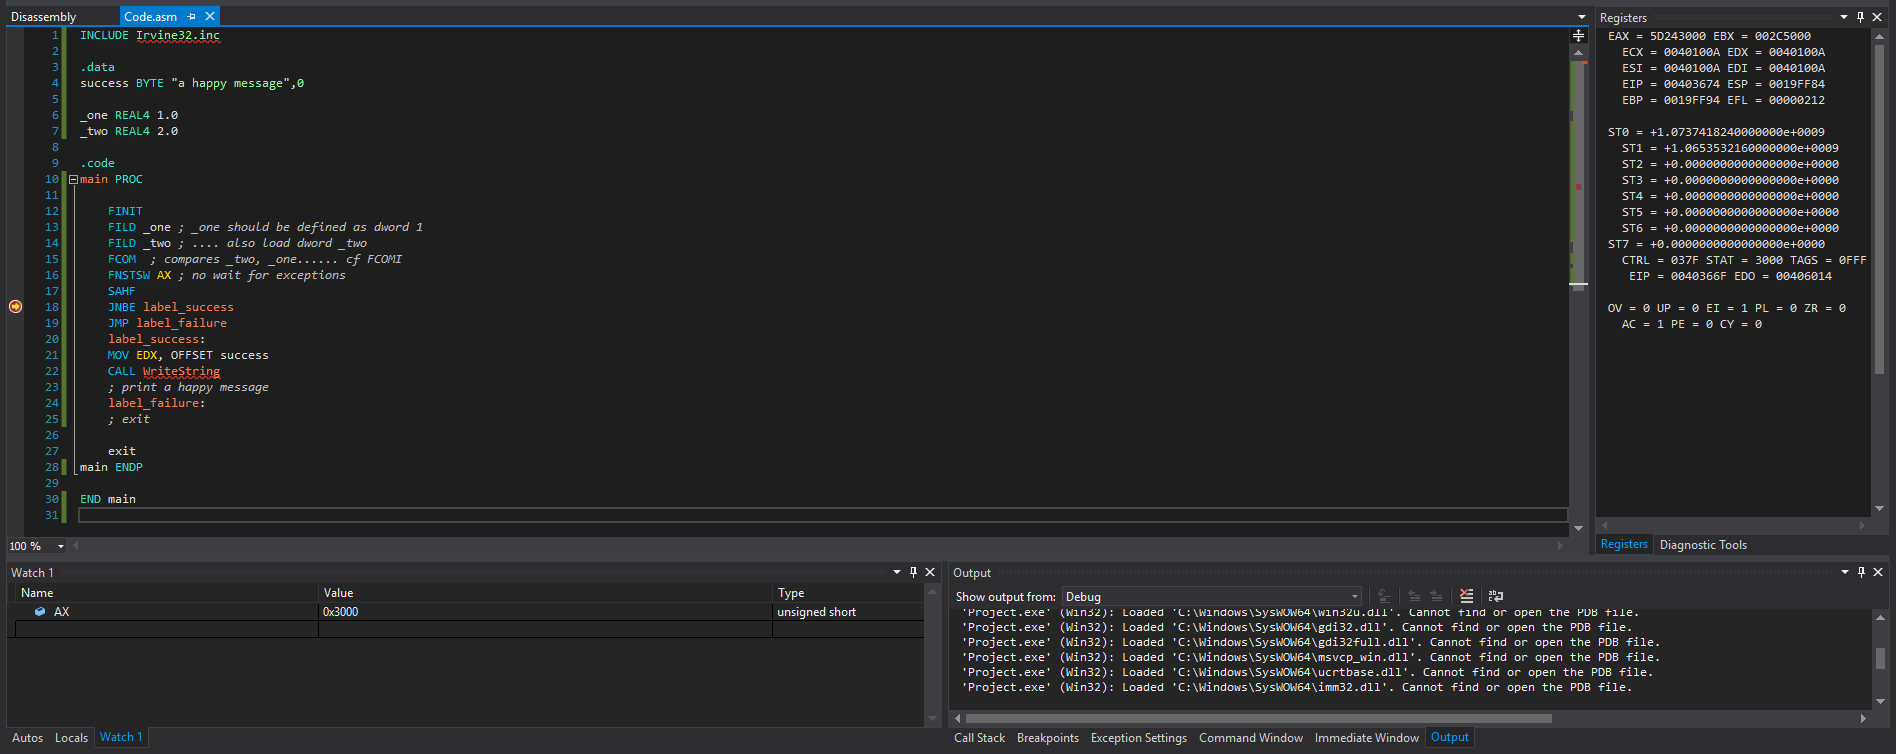 Disassembly
Code.asm
1 INCLUDE Irvine32.inc
2
3 .data
4 success BYTE "a happy message",0
5
6 _one REAL4 1.0
7 _two REAL4 2.0
8
9 .code
10 main PROC
11
12 FINIT
13 FILD _one ; _one should be defined as dword 1
14 FILD _two ; .... also load dword _two
15 FCOM  ; compares _two, _one...... cf FCOMI
16 FNSTSW AX ; no wait for exceptions
17 SAHF
18 JNBE label_success
19 JMP label_failure
20 label_success:
21 MOV EDX, OFFSET success
22 CALL WriteString
23 ; print a happy message
24 label_failure:
25 ; exit
26
27 exit
28 main ENDP
29
30 END main
31
100 %
Registers
EAX = 5D243000 EBX = 002C5000
ECX = 0040100A EDX = 0040100A
ESI = 0040100A EDI = 0040100A
EIP = 00403674 ESP = 0019FF84
EBP = 0019FF94 EFL = 00000212
ST0 = +1.0737418240000000e+0009
ST1 = +1.0653532160000000e+0009
ST2 = +0.0000000000000000e+0000
ST3 = +0.0000000000000000e+0000
ST4 = +0.0000000000000000e+0000
ST5 = +0.0000000000000000e+0000
ST6 = +0.0000000000000000e+0000
ST7 = +0.0000000000000000e+0000
CTRL = 037F STAT = 3000 TAGS = 0FFF
EIP = 0040366F EDO = 00406014
OV = 0 UP = 0 EI = 1 PL = 0 ZR = 0
AC = 1 PE = 0 CY = 0
Registers Diagnostic Tools
Watch 1
Name Value Type
AX 0x3000 unsigned short
Autos Locals Watch 1
Output
Show output from: Debug
'Project.exe' (Win32): Loaded 'C:\Windows\SysWOW64\win32u.dll'. Cannot find or open the PDB file.
'Project.exe' (Win32): Loaded 'C:\Windows\SysWOW64\gdi32.dll'. Cannot find or open the PDB file.
'Project.exe' (Win32): Loaded 'C:\Windows\SysWOW64\gdi32full.dll'. Cannot find or open the PDB file.
'Project.exe' (Win32): Loaded 'C:\Windows\SysWOW64\msvcp_win.dll'. Cannot find or open the PDB file.
'Project.exe' (Win32): Loaded 'C:\Windows\SysWOW64\ucrtbase.dll'. Cannot find or open the PDB file.
'Project.exe' (Win32): Loaded 'C:\Windows\SysWOW64\imm32.dll'. Cannot find or open the PDB file.
Call Stack Breakpoints Exception Settings Command Window Immediate Window Output